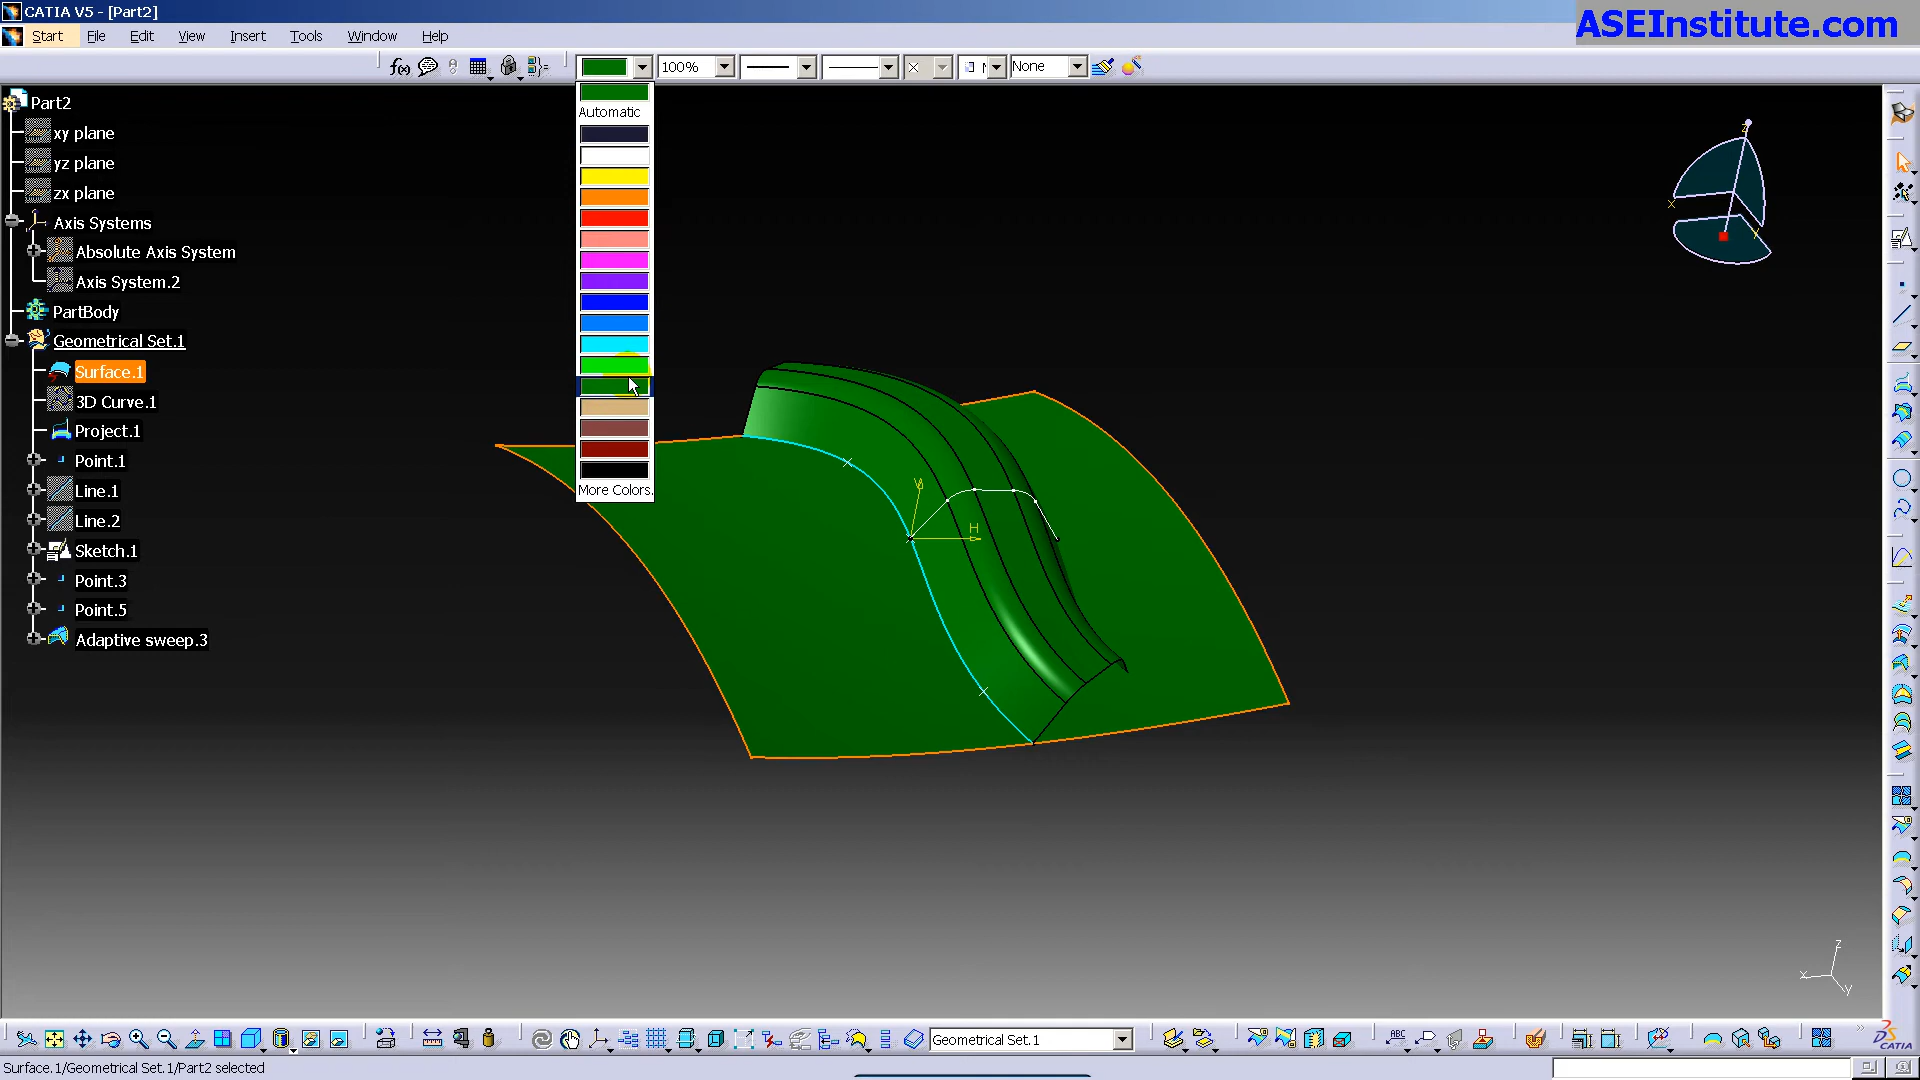 CATIA V5 - [Part2]
ASEInstitute.com
Start File Edit View Insert Tools Window Help
f(x) 100% None
Automatic
More Colors.
Part2
xy plane
yz plane
zx plane
Axis Systems
Absolute Axis System
Axis System.2
PartBody
Geometrical Set.1
Surface.1
3D Curve.1
Project.1
Point.1
Line.1
Line.2
Sketch.1
Point.3
Point.5
Adaptive sweep.3
V
H
z
x
y
z
x
y
Geometrical Set.1
ABC
CATIA
Surface.1/Geometrical Set.1/Part2 selected